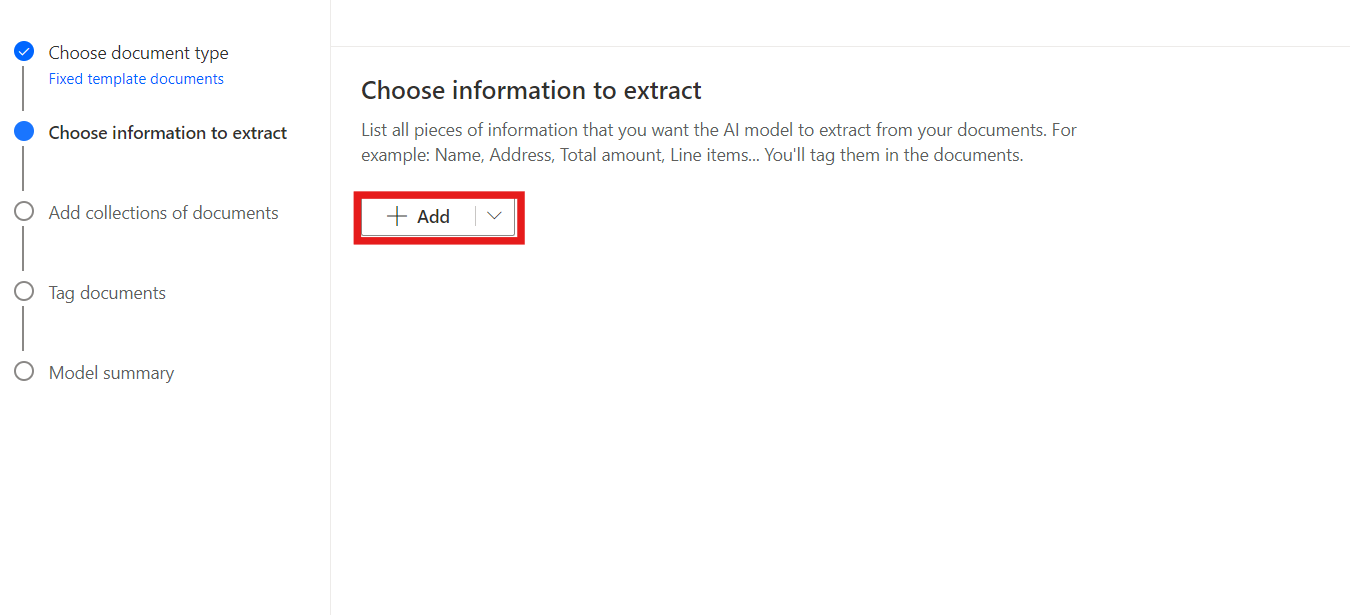 Choose document type
Fixed template documents
Choose information to extract
Add collections of documents
Tag documents
Model summary
Choose information to extract
List all pieces of information that you want the AI model to extract from your documents. For
example: Name, Address, Total amount, Line items... You'll tag them in the documents.
Add